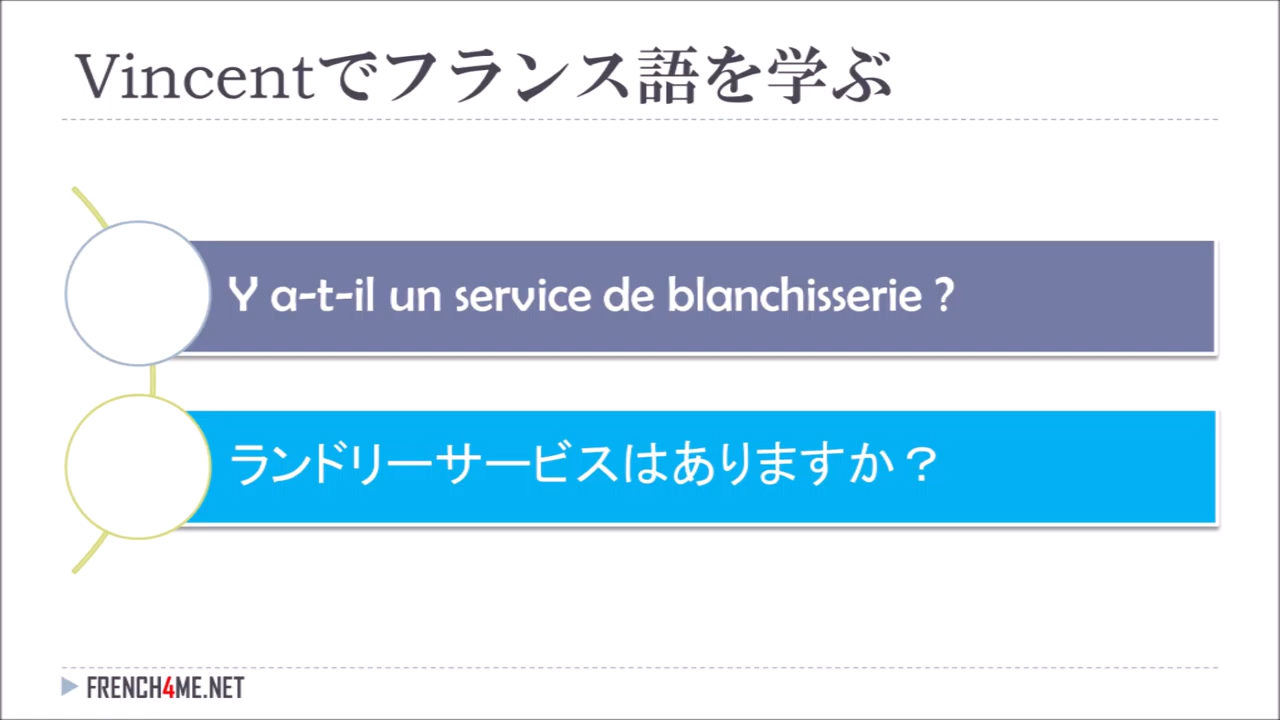 Vincentでフランス語を学ぶ
Y a-t-il un service de blanchisserie ?
ランドリーサービスはありますか？
FRENCH4ME.NET